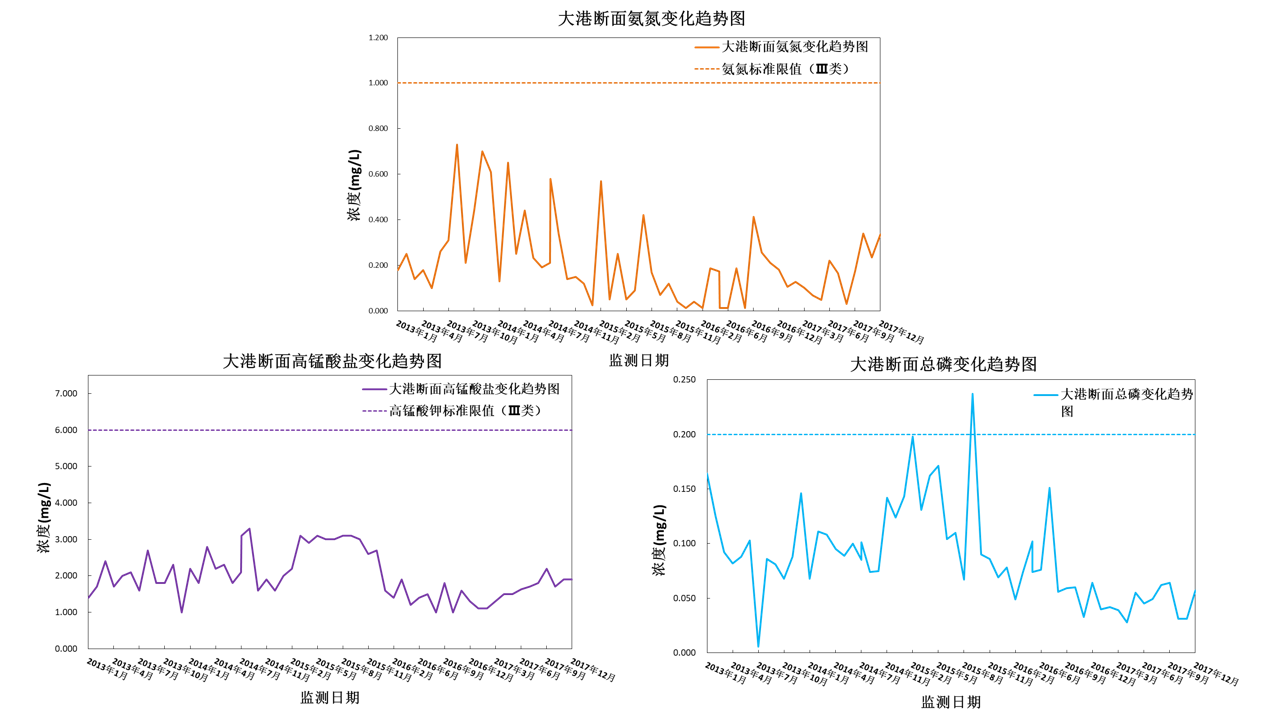 大港断面氨氮变化趋势图
大港断面氨氮变化趋势图
氨氮标准限值（Ⅲ类）
1.200
1.000
0.800
0.600
0.400
0.200
0.000
浓度(mg/L)
2013年1月
2013年4月
2013年7月
2013年10月
2014年1月
2014年4月
2014年7月
2014年11月
2015年2月
2015年5月
2015年8月
2015年11月
2016年2月
2016年6月
2016年9月
2016年12月
2017年3月
2017年6月
2017年9月
2017年12月
监测日期
大港断面高锰酸盐变化趋势图
大港断面高锰酸盐变化趋势图
高锰酸钾标准限值（Ⅲ类）
7.000
6.000
5.000
4.000
3.000
2.000
1.000
0.000
浓度(mg/L)
2013年1月
2013年4月
2013年7月
2013年10月
2014年1月
2014年4月
2014年7月
2014年11月
2015年2月
2015年5月
2015年8月
2015年11月
2016年2月
2016年6月
2016年9月
2016年12月
2017年3月
2017年6月
2017年9月
2017年12月
监测日期
大港断面总磷变化趋势图
大港断面总磷变化趋势
图
0.250
0.200
0.150
0.100
0.050
0.000
浓度(mg/L)
2013年1月
2013年4月
2013年7月
2013年10月
2014年1月
2014年4月
2014年7月
2014年11月
2015年2月
2015年5月
2015年8月
2015年11月
2016年2月
2016年6月
2016年9月
2016年12月
2017年3月
2017年6月
2017年9月
2017年12月
监测日期